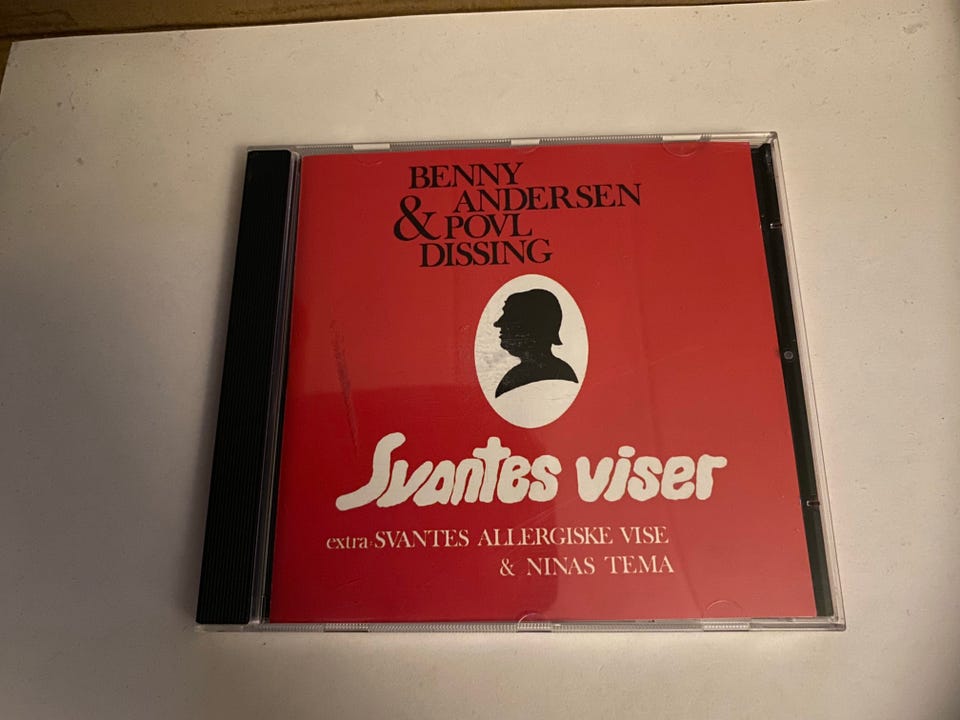 BENNY
ANDERSEN
& POVL
DISSING
Svantes viser
extra: SVANTES ALLERGISKE VISE
& NINAS TEMA